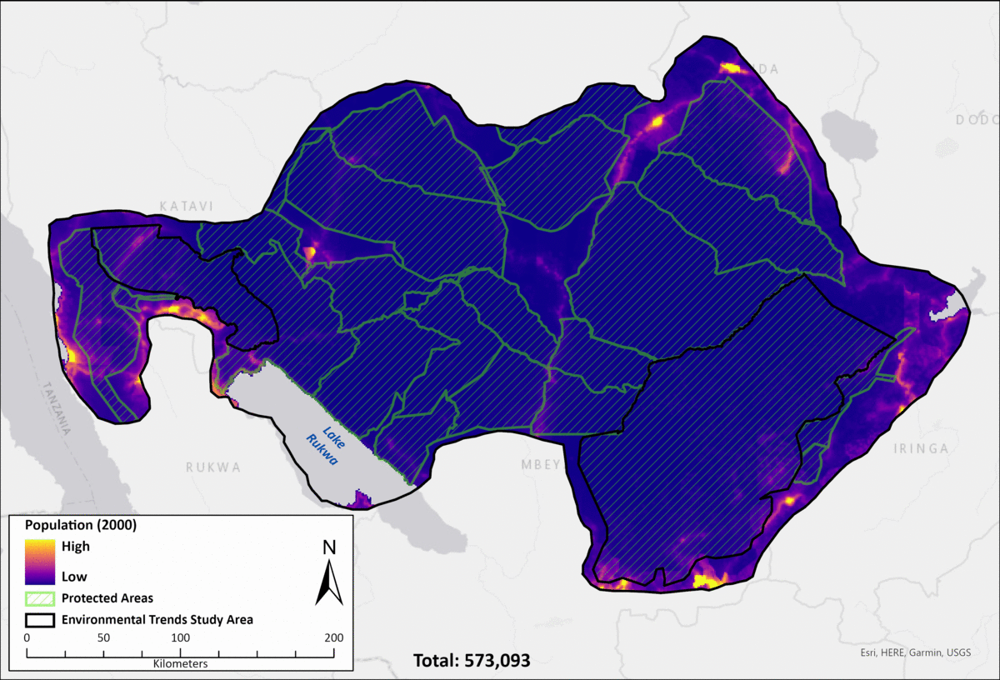 DA
DODO
KATAVI
TANZANIA
Lake
Rukwa
RUKWA
MBEY
IRINGA
Population (2000)
High
Low
Protected Areas
Environmental Trends Study Area
N
0 50 100 200
Kilometers
Total: 573,093
Esri, HERE, Garmin, USGS